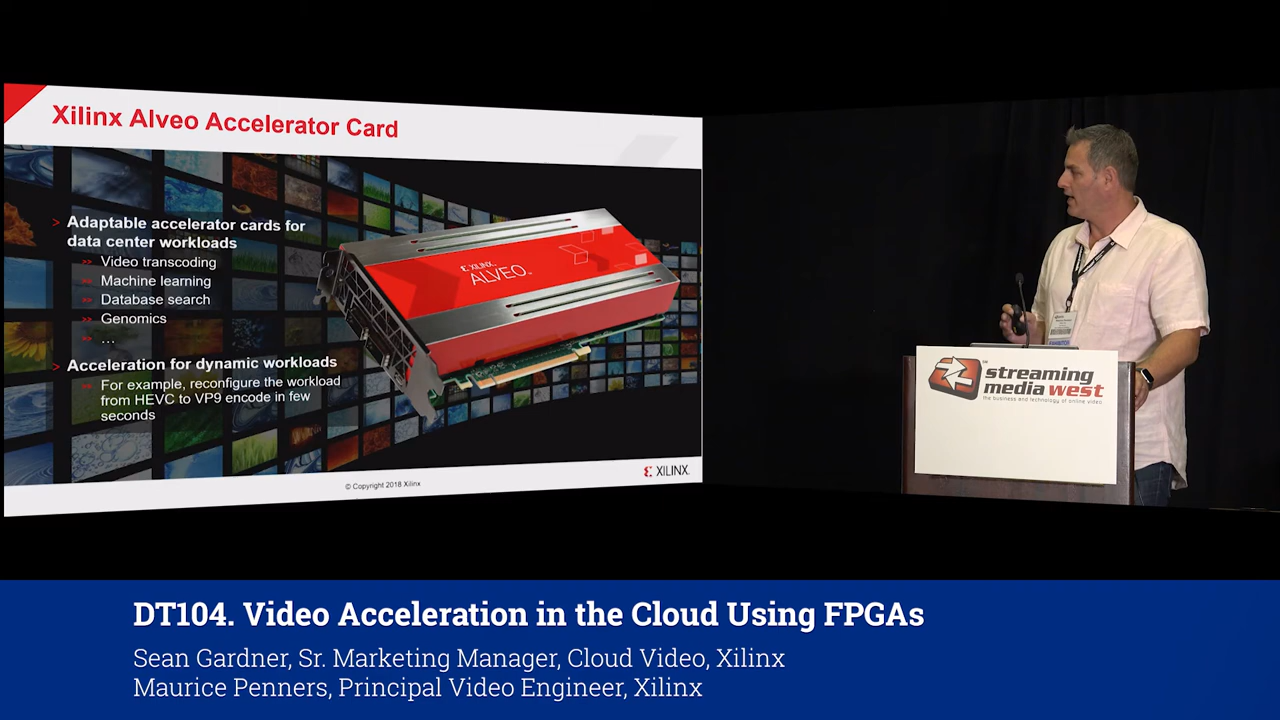 Xilinx Alveo Accelerator Card
> Adaptable accelerator cards for
data center workloads
>> Video transcoding
>> Machine learning
>> Database search
>> Genomics
>> …
> Acceleration for dynamic workloads
>> For example, reconfigure the workload
from HEVC to VP9 encode in few
seconds
XILINX
ALVEO
© Copyright 2018 Xilinx
XILINX
streaming
media west
the business and technology of online video
DT104. Video Acceleration in the Cloud Using FPGAs
Sean Gardner, Sr. Marketing Manager, Cloud Video, Xilinx
Maurice Penners, Principal Video Engineer, Xilinx